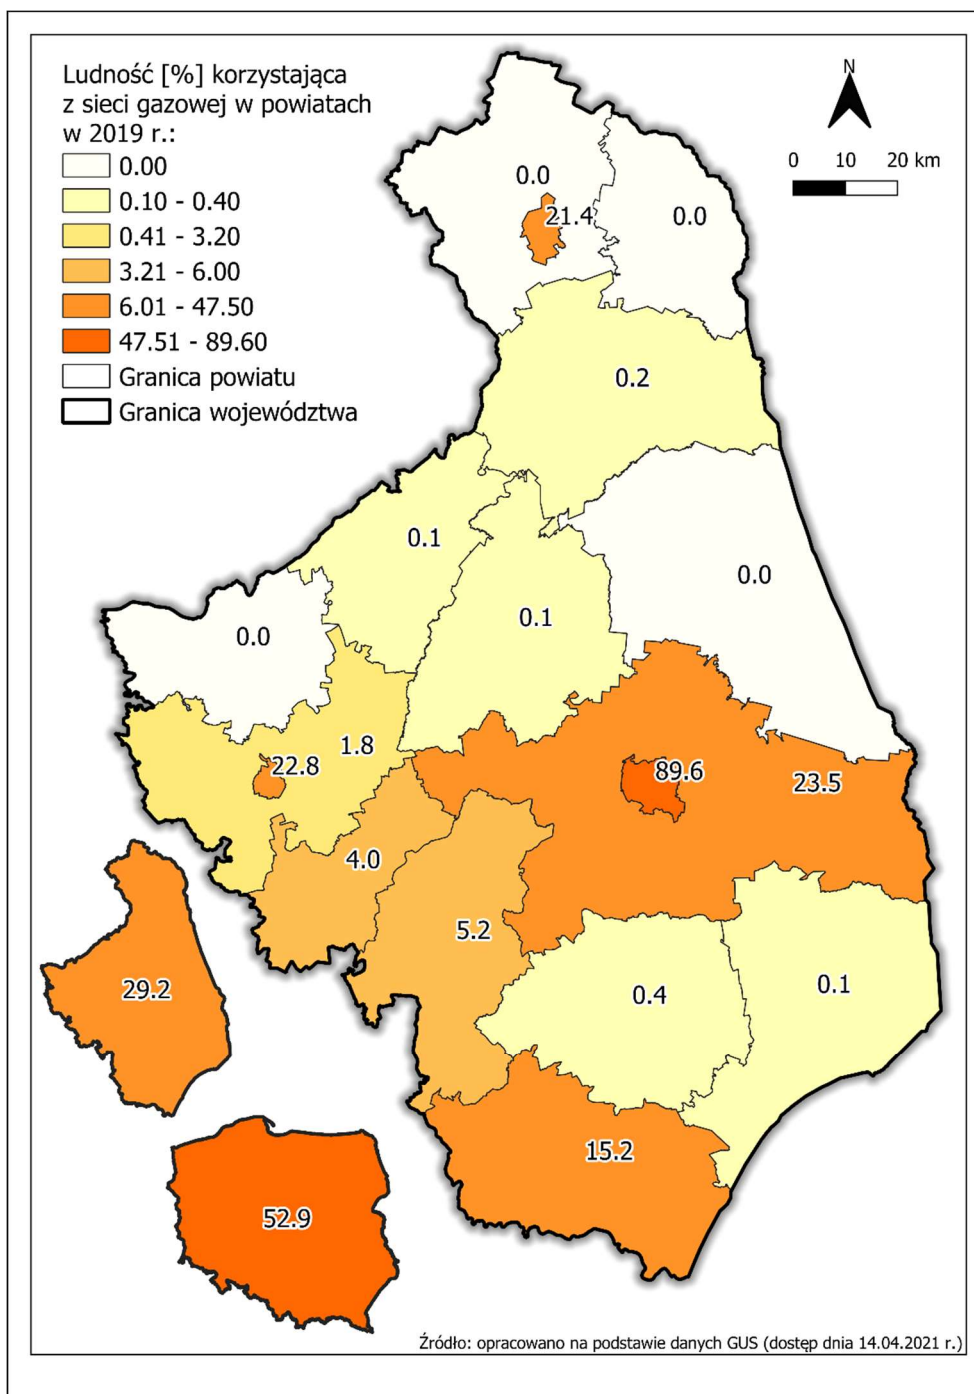 Ludność [%] korzystająca
z sieci gazowej w powiatach
w 2019 r.:
0.00
0.10 - 0.40
0.41 - 3.20
3.21 - 6.00
6.01 - 47.50
47.51 - 89.60
Granica powiatu
Granica województwa
N
0 10 20 km
0.0
21.4
0.0
0.2
0.1
0.0
0.1
0.0
1.8
22.8
89.6
23.5
4.0
5.2
0.1
0.4
29.2
15.2
52.9
Źródło: opracowano na podstawie danych GUS (dostęp dnia 14.04.2021 r.)